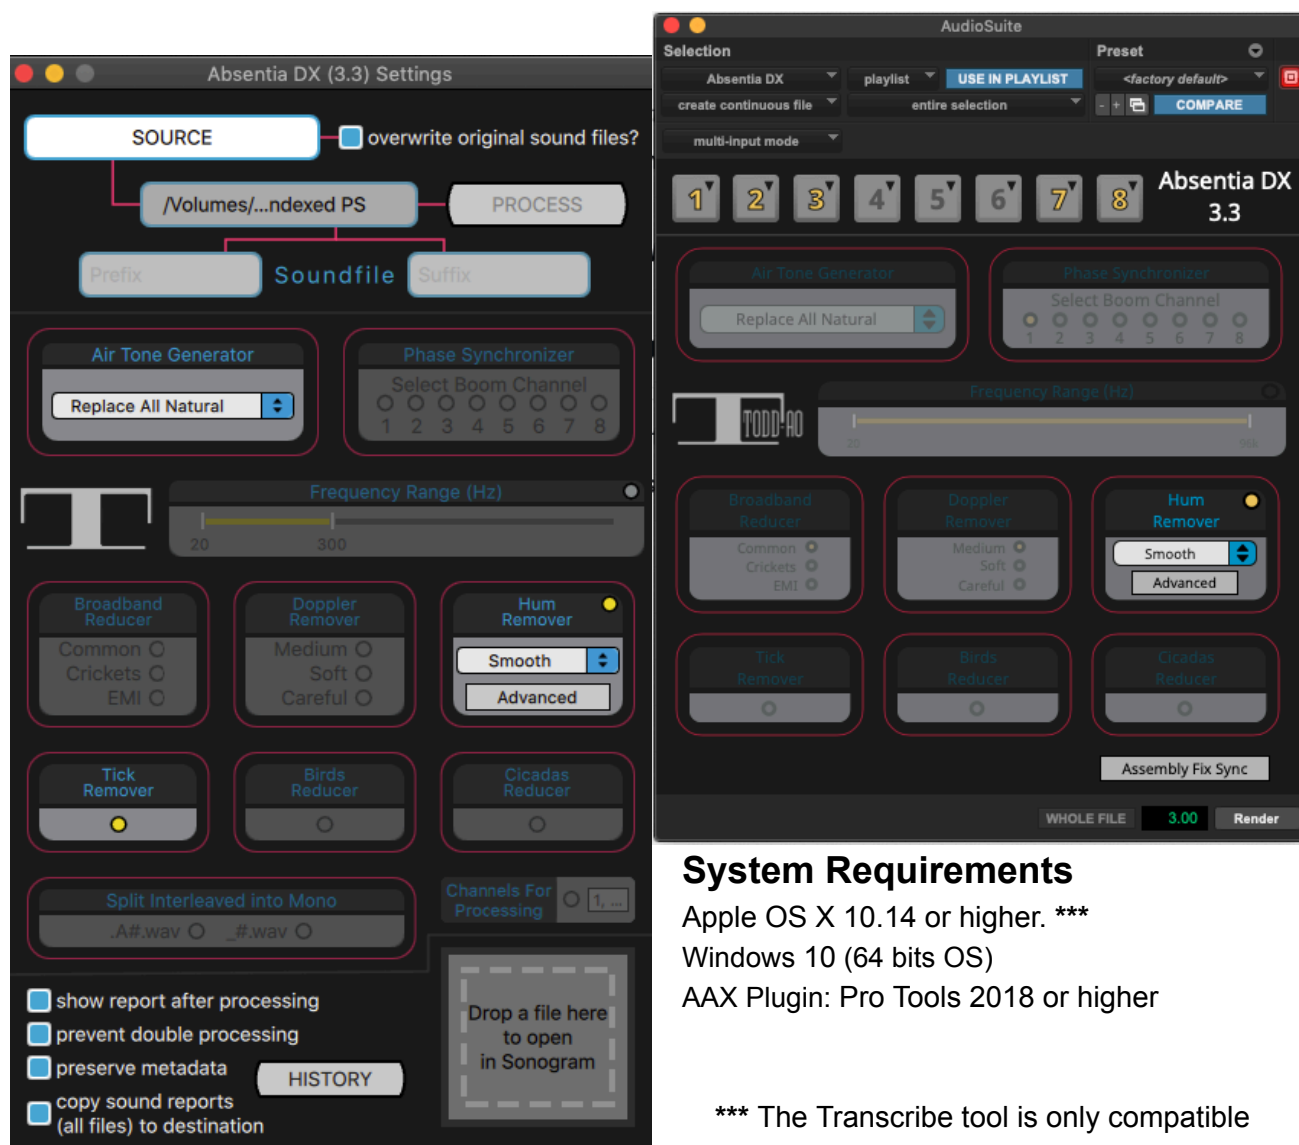 Absentia DX (3.3) Settings
SOURCE
overwrite original sound files?
/Volumes/...ndexed PS
PROCESS
Prefix
Soundfile
Suffix
Air Tone Generator
Replace All Natural
Phase Synchronizer
Select Boom Channel
1 2 3 4 5 6 7 8
Frequency Range (Hz)
20 300
Broadband
Reducer
Common
Crickets
EMI
Doppler
Remover
Medium
Soft
Careful
Hum
Remover
Smooth
Advanced
Tick
Remover
Birds
Reducer
Cicadas
Reducer
Split Interleaved into Mono
.A#.wav _#.wav
Channels For
Processing
1, ...
show report after processing
prevent double processing
preserve metadata
HISTORY
copy sound reports
(all files) to destination
Drop a file here
to open
in Sonogram
AudioSuite
Selection
Preset
Absentia DX
playlist
USE IN PLAYLIST
<factory default>
create continuous file
entire selection
- +
COMPARE
multi-input mode
1 2 3 4 5 6 7 8
Absentia DX
3.3
Air Tone Generator
Replace All Natural
Phase Synchronizer
Select Boom Channel
1 2 3 4 5 6 7 8
TODD-AO
Frequency Range (Hz)
20 96k
Broadband
Reducer
Common
Crickets
EMI
Doppler
Remover
Medium
Soft
Careful
Hum
Remover
Smooth
Advanced
Tick
Remover
Birds
Reducer
Cicadas
Reducer
Assembly Fix Sync
WHOLE FILE
3.00
Render
System Requirements
Apple OS X 10.14 or higher. ***
Windows 10 (64 bits OS)
AAX Plugin: Pro Tools 2018 or higher
*** The Transcribe tool is only compatible